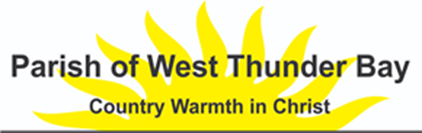 Parish of West Thunder Bay
Country Warmth in Christ